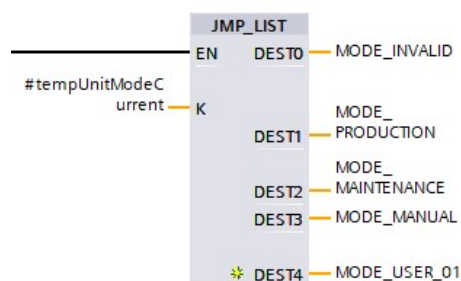 JMP_LIST
EN DEST0 MODE_INVALID
#tempUnitModeC
urrent K
MODE_
DEST1 PRODUCTION
MODE_
DEST2 MAINTENANCE
DEST3 MODE_MANUAL
DEST4 MODE_USER_01